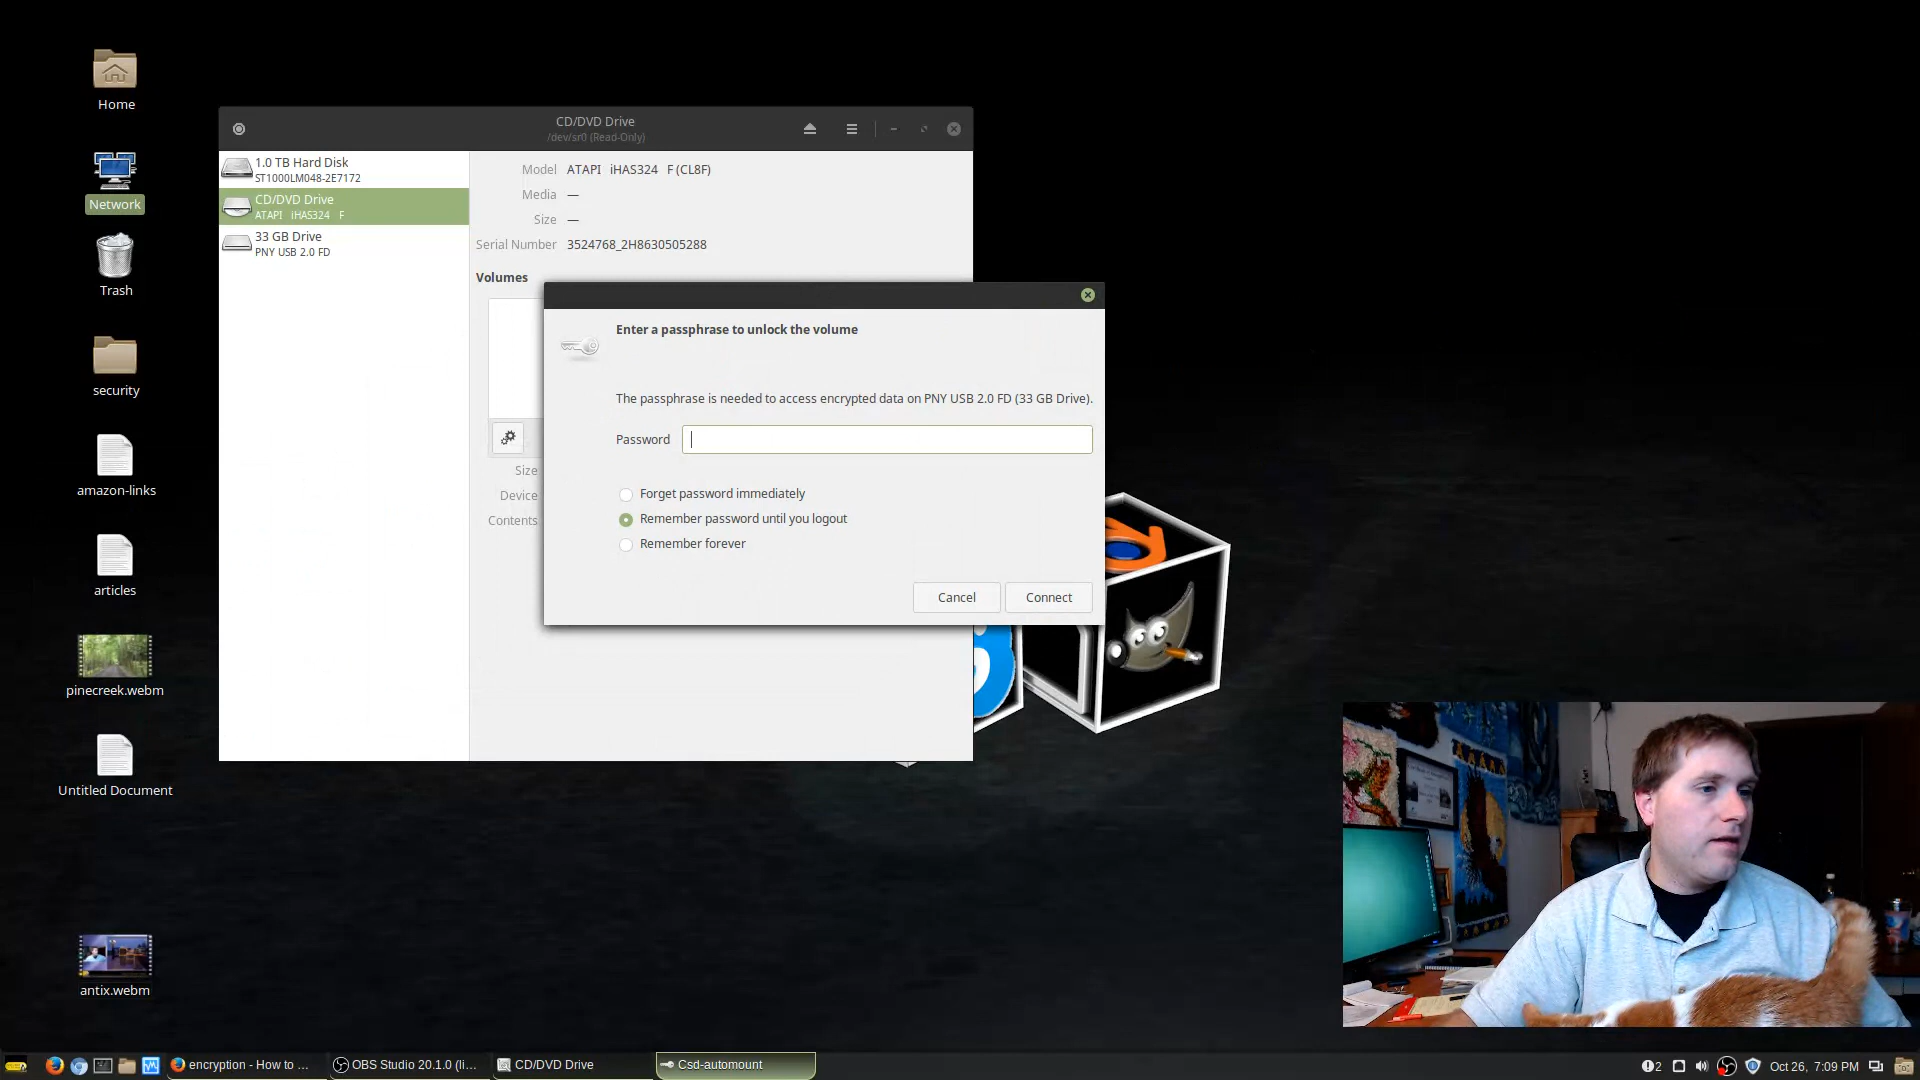 Home
Network
Trash
security
amazon-links
articles
pinecreek.webm
Untitled Document
antix.webm
CD/DVD Drive
/dev/sr0 (Read-Only)
1.0 TB Hard Disk
ST1000LM048-2E7172
CD/DVD Drive
ATAPI iHAS324 F
33 GB Drive
PNY USB 2.0 FD
Model ATAPI iHAS324 F (CL8F)
Media —
Size —
Serial Number 3524768_2H8630505288
Volumes
Size
Device
Contents
Enter a passphrase to unlock the volume
The passphrase is needed to access encrypted data on PNY USB 2.0 FD (33 GB Drive).
Password
Forget password immediately
Remember password until you logout
Remember forever
Cancel Connect
encryption - How to ...
OBS Studio 20.1.0 (li...
CD/DVD Drive
Csd-automount
2
Oct 26, 7:09 PM